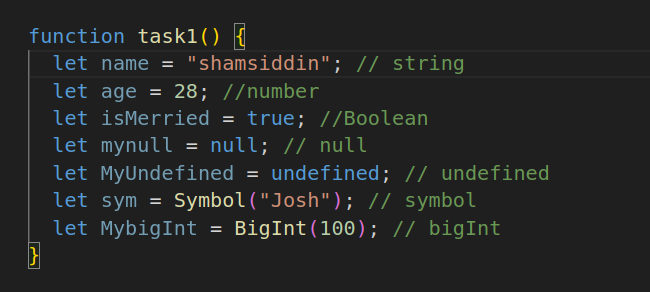 function task1() {
let name = "shamsiddin"; // string
let age = 28; //number
let isMerried = true; //Boolean
let mynull = null; // null
let MyUndefined = undefined; // undefined
let sym = Symbol("Josh"); // symbol
let MybigInt = BigInt(100); // bigInt
}